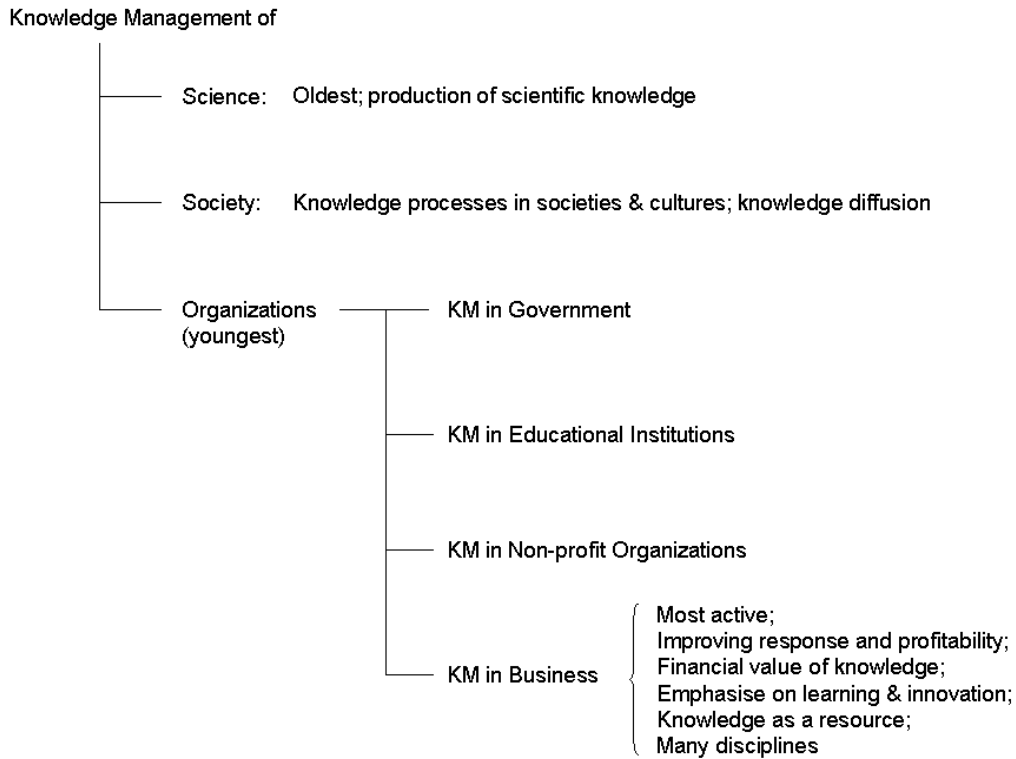 Knowledge Management of
Science: Oldest; production of scientific knowledge
Society: Knowledge processes in societies & cultures; knowledge diffusion
Organizations
(youngest)
KM in Government
KM in Educational Institutions
KM in Non-profit Organizations
KM in Business
Most active;
Improving response and profitability;
Financial value of knowledge;
Emphasise on learning & innovation;
Knowledge as a resource;
Many disciplines